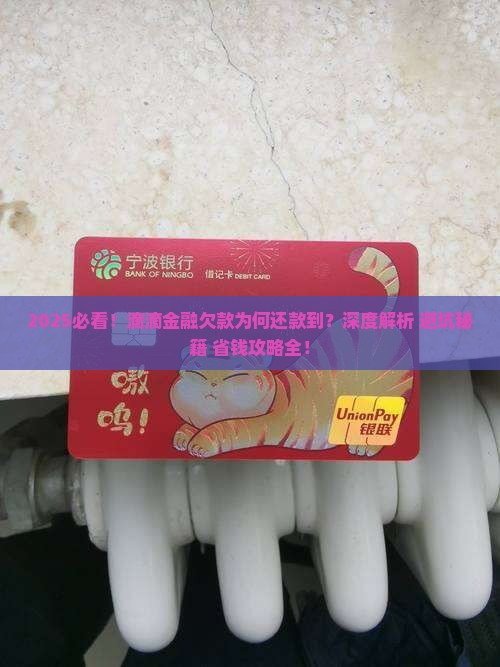 宁波银行
BANK OF NINGBO
借记卡 DEBIT CARD
2025必看！滴滴金融欠款为何还款到？深度解析 避坑秘
籍 省钱攻略全！
嗷
呜！
UnionPay
银联